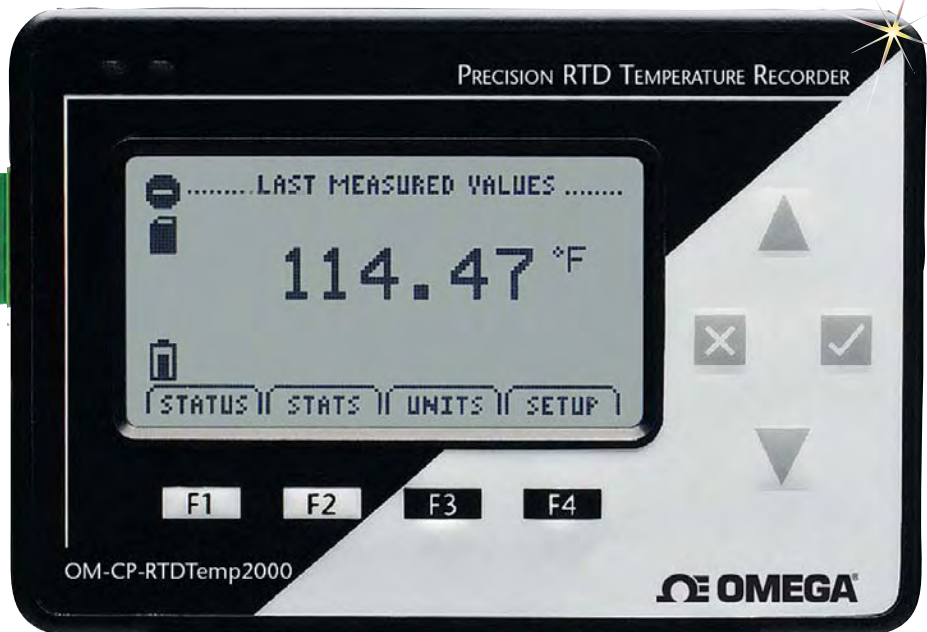 PRECISION RTD TEMPERATURE RECORDER
........LAST MEASURED VALUES ........
114.47 °F
STATUS STATS UNITS SETUP
F1 F2 F3 F4
OM-CP-RTDTemp2000
OMEGA®